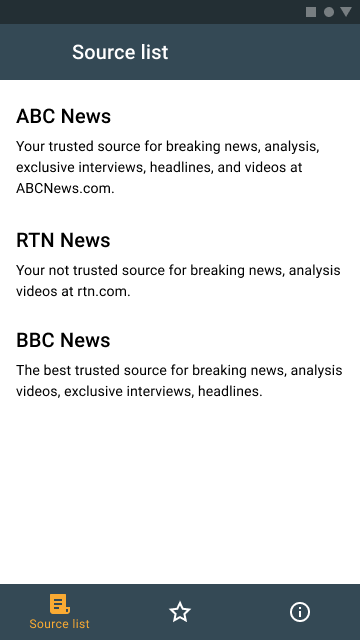 Source list
ABC News
Your trusted source for breaking news, analysis,
exclusive interviews, headlines, and videos at
ABCNews.com.
RTN News
Your not trusted source for breaking news, analysis
videos at rtn.com.
BBC News
The best trusted source for breaking news, analysis
videos, exclusive interviews, headlines.
Source list